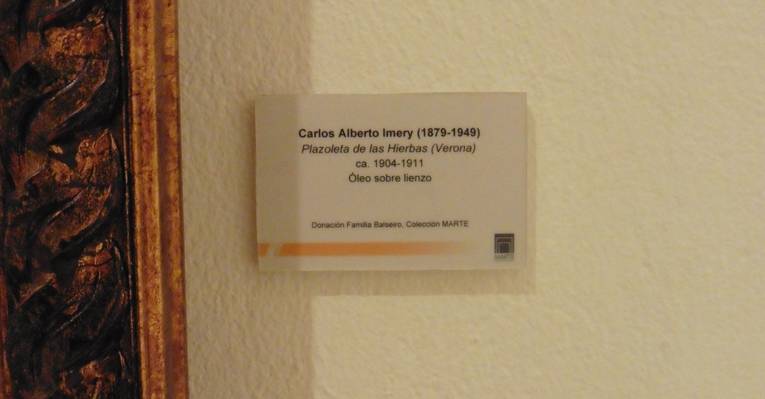 Carlos Alberto Imery (1879-1949)
Plazoleta de las Hierbas (Verona)
ca. 1904-1911
Óleo sobre lienzo
Donación Familia Balseiro, Colección MARTE